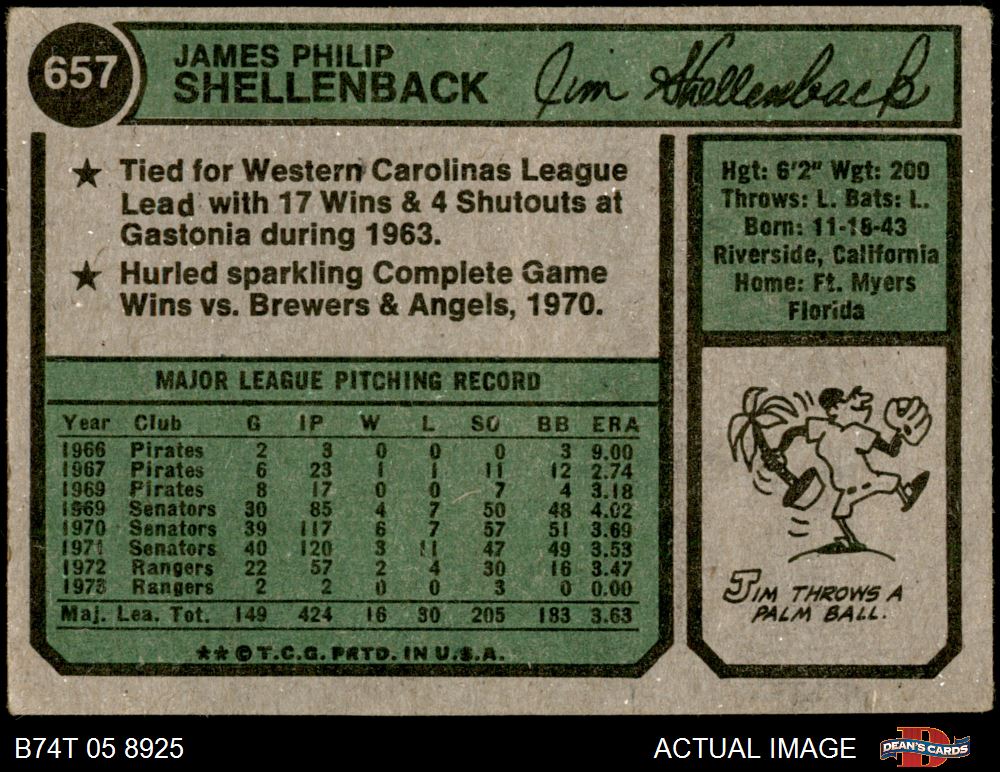 657
JAMES PHILIP
SHELLENBACK
Jim Shellenback
★ Tied for Western Carolinas League
Lead with 17 Wins & 4 Shutouts at
Gastonia during 1963.
★ Hurled sparkling Complete Game
Wins vs. Brewers & Angels, 1970.
Hgt: 6'2" Wgt: 200
Throws: L. Bats: L.
Born: 11-18-43
Riverside, California
Home: Ft. Myers
Florida
MAJOR LEAGUE PITCHING RECORD
Year Club G IP W L SO BB ERA
1966 Pirates 2 3 0 0 0 3 9.00
1967 Pirates 6 23 1 1 11 12 2.74
1969 Pirates 8 17 0 0 7 4 3.18
1969 Senators 30 85 4 7 50 48 4.02
1970 Senators 39 117 6 7 57 51 3.69
1971 Senators 40 120 3 11 47 49 3.53
1972 Rangers 22 57 2 4 30 16 3.47
1973 Rangers 2 2 0 0 3 0 0.00
Maj. Lea. Tot. 149 424 16 30 205 183 3.63
★★©T.C.G. PRTD. IN U.S.A.
JIM THROWS A
PALM BALL.
B74T 05 8925
ACTUAL IMAGE
DEAN'S CARDS